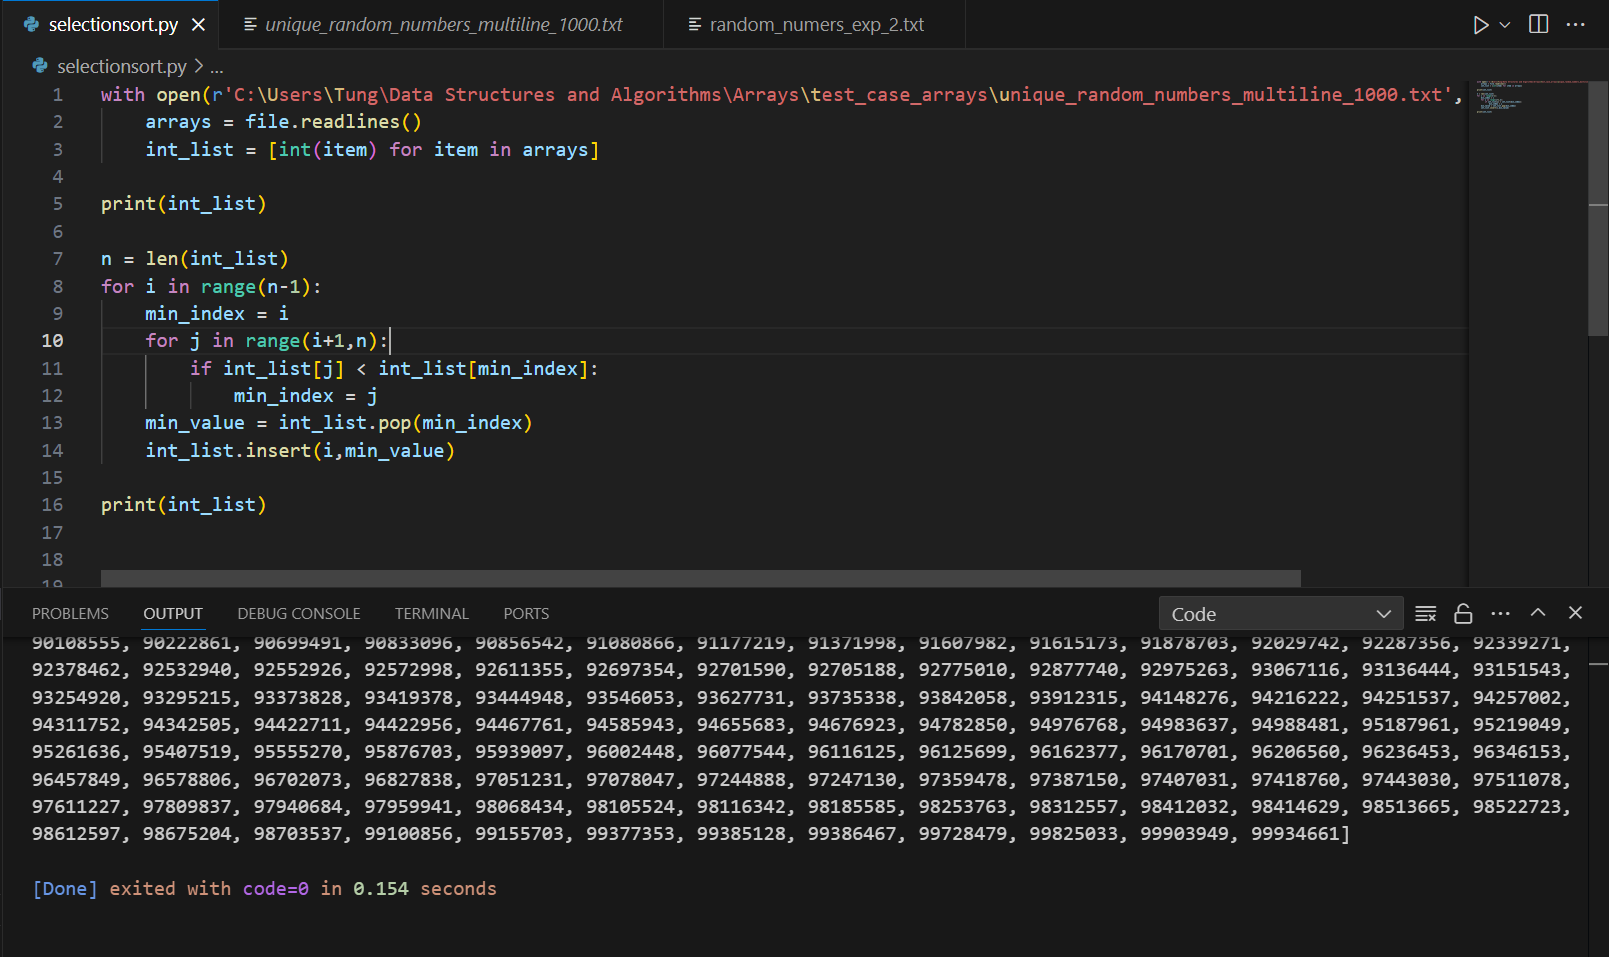 selectionsort.py
unique_random_numbers_multiline_1000.txt
random_numers_exp_2.txt
selectionsort.py > ...
1 with open(r'C:\Users\Tung\Data Structures and Algorithms\Arrays\test_case_arrays\unique_random_numbers_multiline_1000.txt',
2 arrays = file.readlines()
3 int_list = [int(item) for item in arrays]
4
5 print(int_list)
6
7 n = len(int_list)
8 for i in range(n-1):
9 min_index = i
10 for j in range(i+1,n):
11 if int_list[j] < int_list[min_index]:
12 min_index = j
13 min_value = int_list.pop(min_index)
14 int_list.insert(i,min_value)
15
16 print(int_list)
17
18
19
PROBLEMS OUTPUT DEBUG CONSOLE TERMINAL PORTS Code
90108555, 90222861, 90699491, 90833096, 90856542, 91080866, 91177219, 91371998, 91607982, 91615173, 91878703, 92029742, 92287356, 92339271,
92378462, 92532940, 92552926, 92572998, 92611355, 92697354, 92701590, 92705188, 92775010, 92877740, 92975263, 93067116, 93136444, 93151543,
93254920, 93295215, 93373828, 93419378, 93444948, 93546053, 93627731, 93735338, 93842058, 93912315, 94148276, 94216222, 94251537, 94257002,
94311752, 94342505, 94422711, 94422956, 94467761, 94585943, 94655683, 94676923, 94782850, 94976768, 94983637, 94988481, 95187961, 95219049,
95261636, 95407519, 95555270, 95876703, 95939097, 96002448, 96077544, 96116125, 96125699, 96162377, 96170701, 96206560, 96236453, 96346153,
96457849, 96578806, 96702073, 96827838, 97051231, 97078047, 97244888, 97247130, 97359478, 97387150, 97407031, 97418760, 97443030, 97511078,
97611227, 97809837, 97940684, 97959941, 98068434, 98105524, 98116342, 98185585, 98253763, 98312557, 98412032, 98414629, 98513665, 98522723,
98612597, 98675204, 98703537, 99100856, 99155703, 99377353, 99385128, 99386467, 99728479, 99825033, 99903949, 99934661]
[Done] exited with code=0 in 0.154 seconds